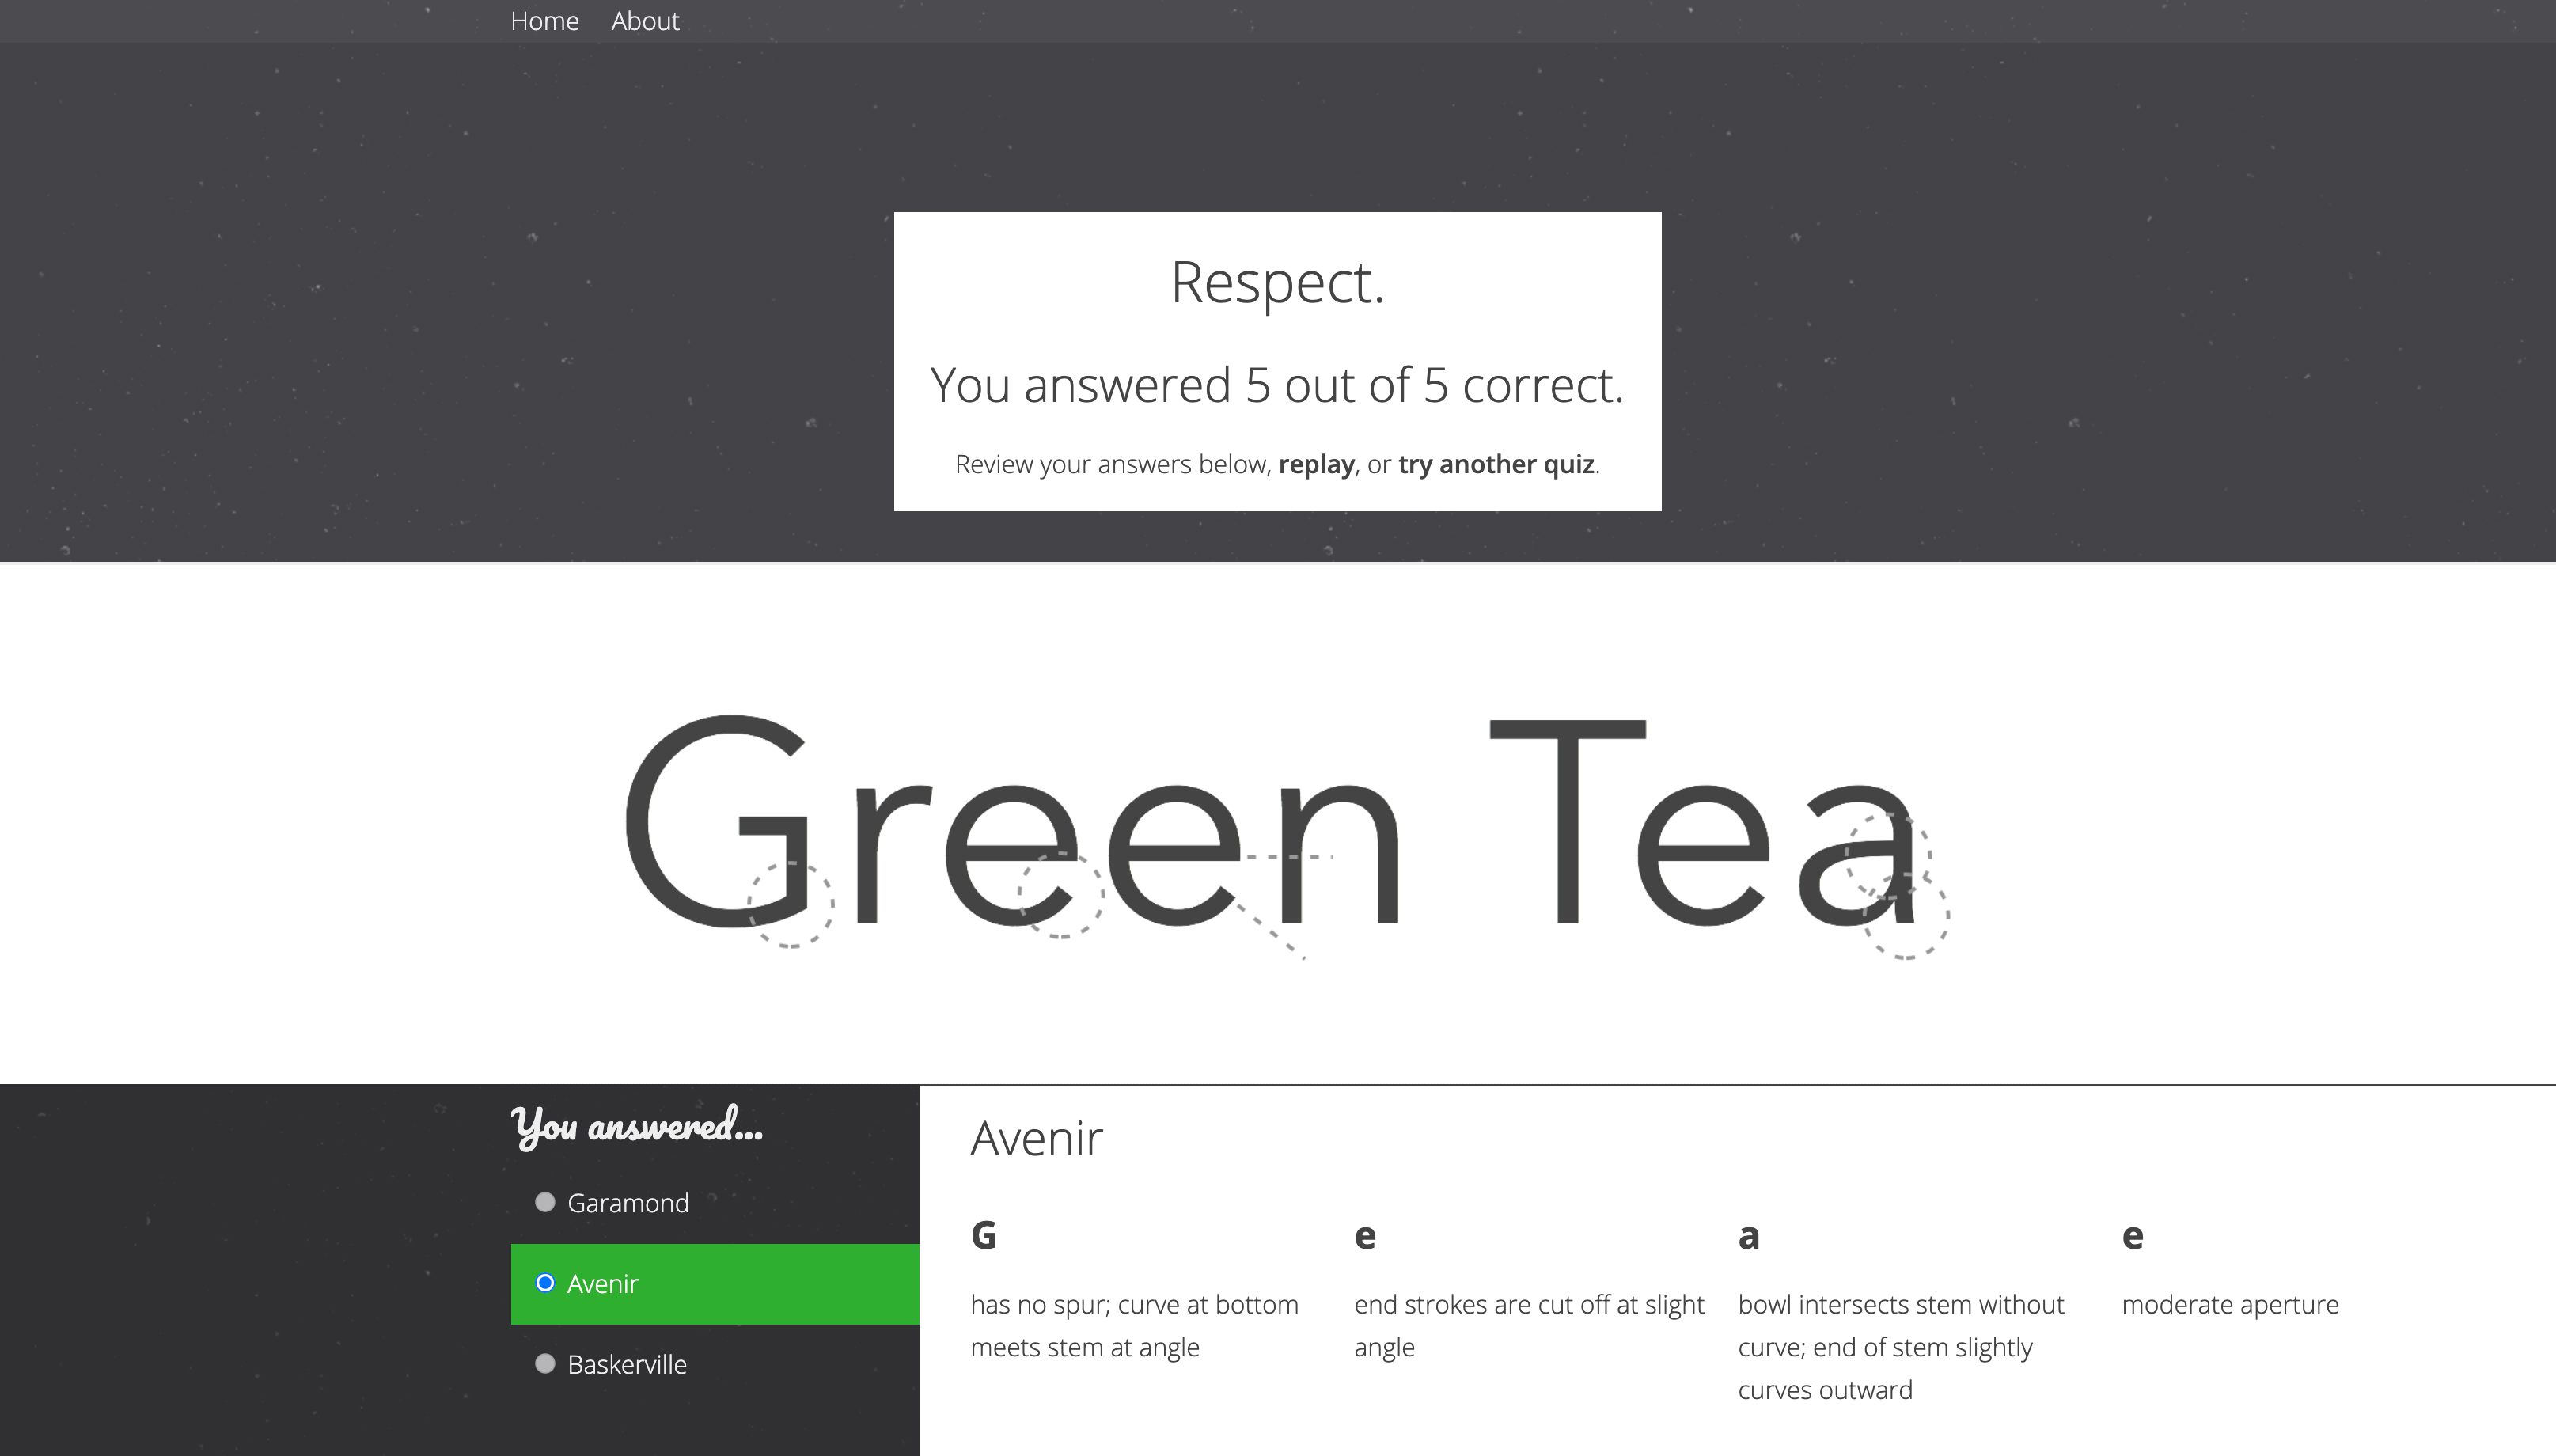 Home About
Respect.
You answered 5 out of 5 correct.
Review your answers below, replay, or try another quiz.
Green Tea
You answered...
Garamond
Avenir
Baskerville
Avenir
G
has no spur; curve at bottom
meets stem at angle
e
end strokes are cut off at slight
angle
a
bowl intersects stem without
curve; end of stem slightly
curves outward
e
moderate aperture